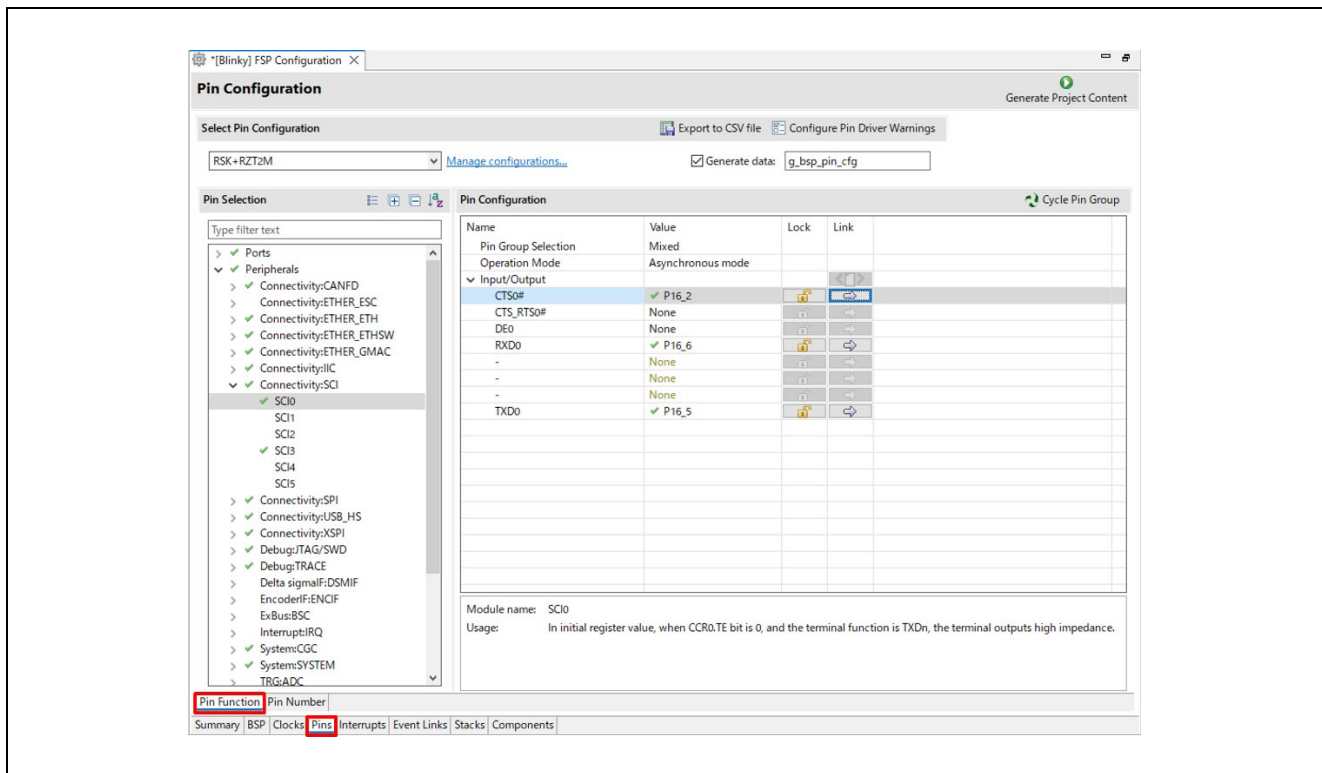 *[Blinky] FSP Configuration
Pin Configuration
Generate Project Content
Select Pin Configuration
Export to CSV file
Configure Pin Driver Warnings
RSK+RZT2M
Manage configurations...
Generate data:
g_bsp_pin_cfg
Pin Selection
Type filter text
Ports
Peripherals
Connectivity:CANFD
Connectivity:ETHER_ESC
Connectivity:ETHER_ETH
Connectivity:ETHER_ETHSW
Connectivity:ETHER_GMAC
Connectivity:IIC
Connectivity:SCI
SCI0
SCI1
SCI2
SCI3
SCI4
SCI5
Connectivity:SPI
Connectivity:USB_HS
Connectivity:XSPI
Debug:JTAG/SWD
Debug:TRACE
Delta sigmaIF:DSMIF
EncoderIF:ENCIF
ExBus:BSC
Interrupt:IRQ
System:CGC
System:SYSTEM
TRG:ADC
Pin Configuration
Cycle Pin Group
Name Value Lock Link
Pin Group Selection Mixed
Operation Mode Asynchronous mode
Input/Output
CTS0# P16_2
CTS_RTS0# None
DE0 None
RXD0 P16_6
- None
- None
- None
TXD0 P16_5
Module name: SCI0
Usage: In initial register value, when CCR0.TE bit is 0, and the terminal function is TXDn, the terminal outputs high impedance.
Pin Function Pin Number
Summary BSP Clocks Pins Interrupts Event Links Stacks Components